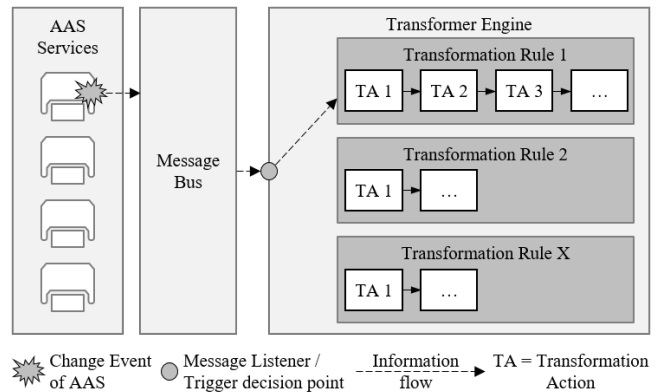 AAS
Services
Message
Bus
Transformer Engine
Transformation Rule 1
TA 1
TA 2
TA 3
…
Transformation Rule 2
TA 1
…
Transformation Rule X
TA 1
…
Change Event
of AAS
Message Listener /
Trigger decision point
Information
flow
TA = Transformation
Action